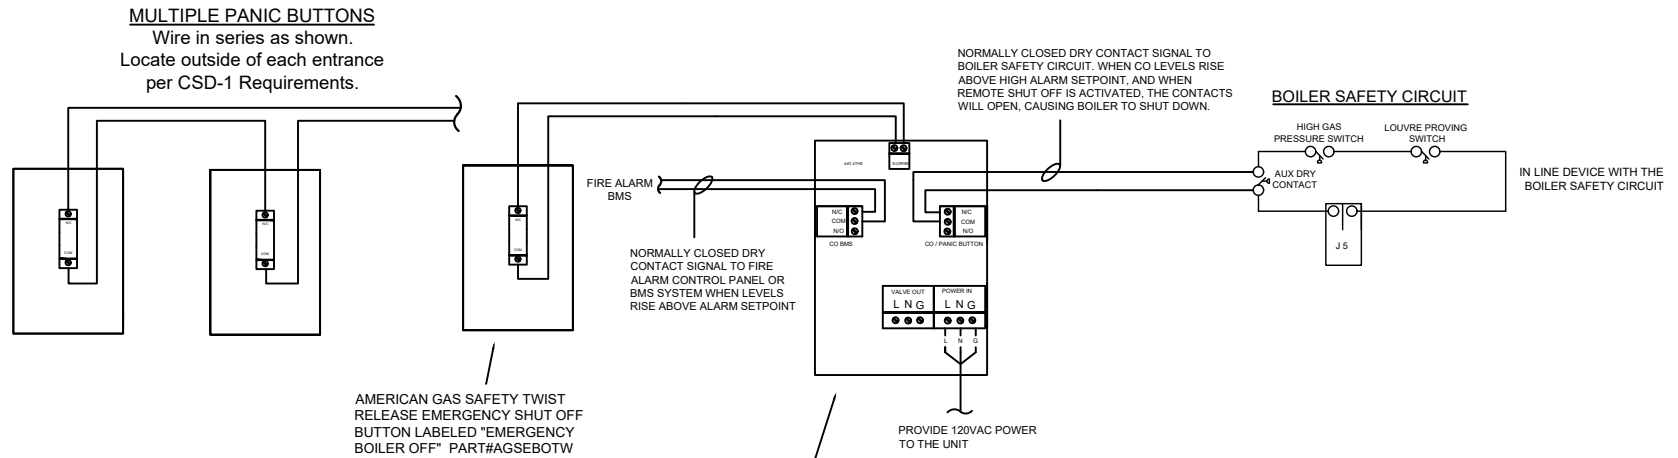 MULTIPLE PANIC BUTTONS
Wire in series as shown.
Locate outside of each entrance
per CSD-1 Requirements.
N/C
COM
N/C
COM
N/C
COM
AMERICAN GAS SAFETY TWIST
RELEASE EMERGENCY SHUT OFF
BUTTON LABELED "EMERGENCY
BOILER OFF" PART#AGSEBOTW
FIRE ALARM
BMS
NORMALLY CLOSED DRY
CONTACT SIGNAL TO FIRE
ALARM CONTROL PANEL OR
BMS SYSTEM WHEN LEVELS
RISE ABOVE ALARM SETPOINT
SHUT OFF
REMOTE
N/C
COM
N/O
CO BMS
N/C
COM
N/O
CO / PANIC BUTTON
VALVE OUT
L N G
POWER IN
L N G
L N G
PROVIDE 120VAC POWER
TO THE UNIT
NORMALLY CLOSED DRY CONTACT SIGNAL TO
BOILER SAFETY CIRCUIT. WHEN CO LEVELS RISE
ABOVE HIGH ALARM SETPOINT, AND WHEN
REMOTE SHUT OFF IS ACTIVATED, THE CONTACTS
WILL OPEN, CAUSING BOILER TO SHUT DOWN.
BOILER SAFETY CIRCUIT
HIGH GAS
PRESSURE SWITCH
LOUVRE PROVING
SWITCH
AUX DRY
CONTACT
J 5
IN LINE DEVICE WITH THE
BOILER SAFETY CIRCUIT